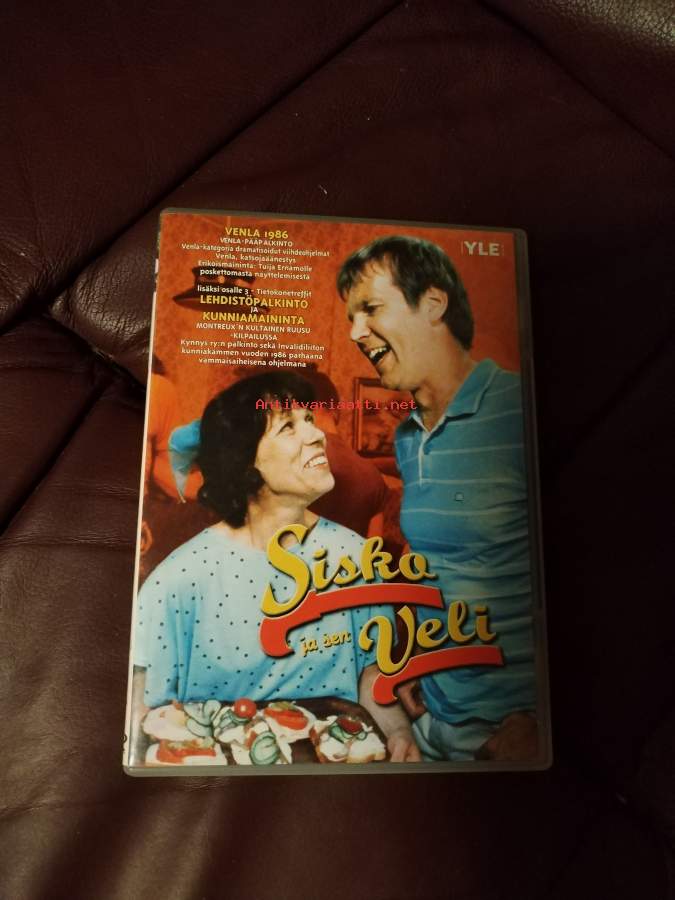 VENLA 1986
VENLA-PÄÄPALKINTO
Venla-kategoria dramatisoidut viihdeohjelmat
Venla, katsojaäänestys
Erikoismaininta: Tuija Ernamolle
poskettomasta näyttelemisestä
lisäksi osalle 3 - Tietokonetreffit
LEHDISTÖPALKINTO
JA
KUNNIAMAININTA
MONTREUX'N KULTAINEN RUUSU
-KILPAILUSSA
Kynnys ry:n palkinto sekä Invalidiliiton
kunniakammen vuoden 1986 parhaana
vammaisaiheisena ohjelmana
YLE
Antikvariaatti.net
Sisko
ja sen Veli